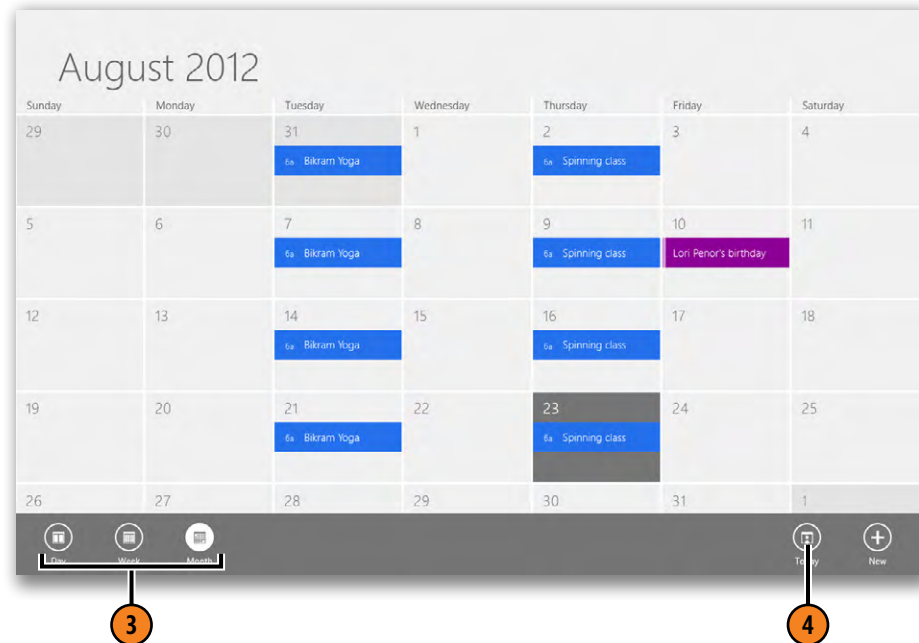 August 2012
Sunday Monday Tuesday Wednesday Thursday Friday Saturday
29 30 31 1 2 3 4
6a Bikram Yoga 6a Spinning class
5 6 7 8 9 10 11
6a Bikram Yoga 6a Spinning class Lori Penor's birthday
12 13 14 15 16 17 18
6a Bikram Yoga 6a Spinning class
19 20 21 22 23 24 25
6a Bikram Yoga 6a Spinning class
26 27 28 29 30 31 1
Day Week Month Today New
3 4